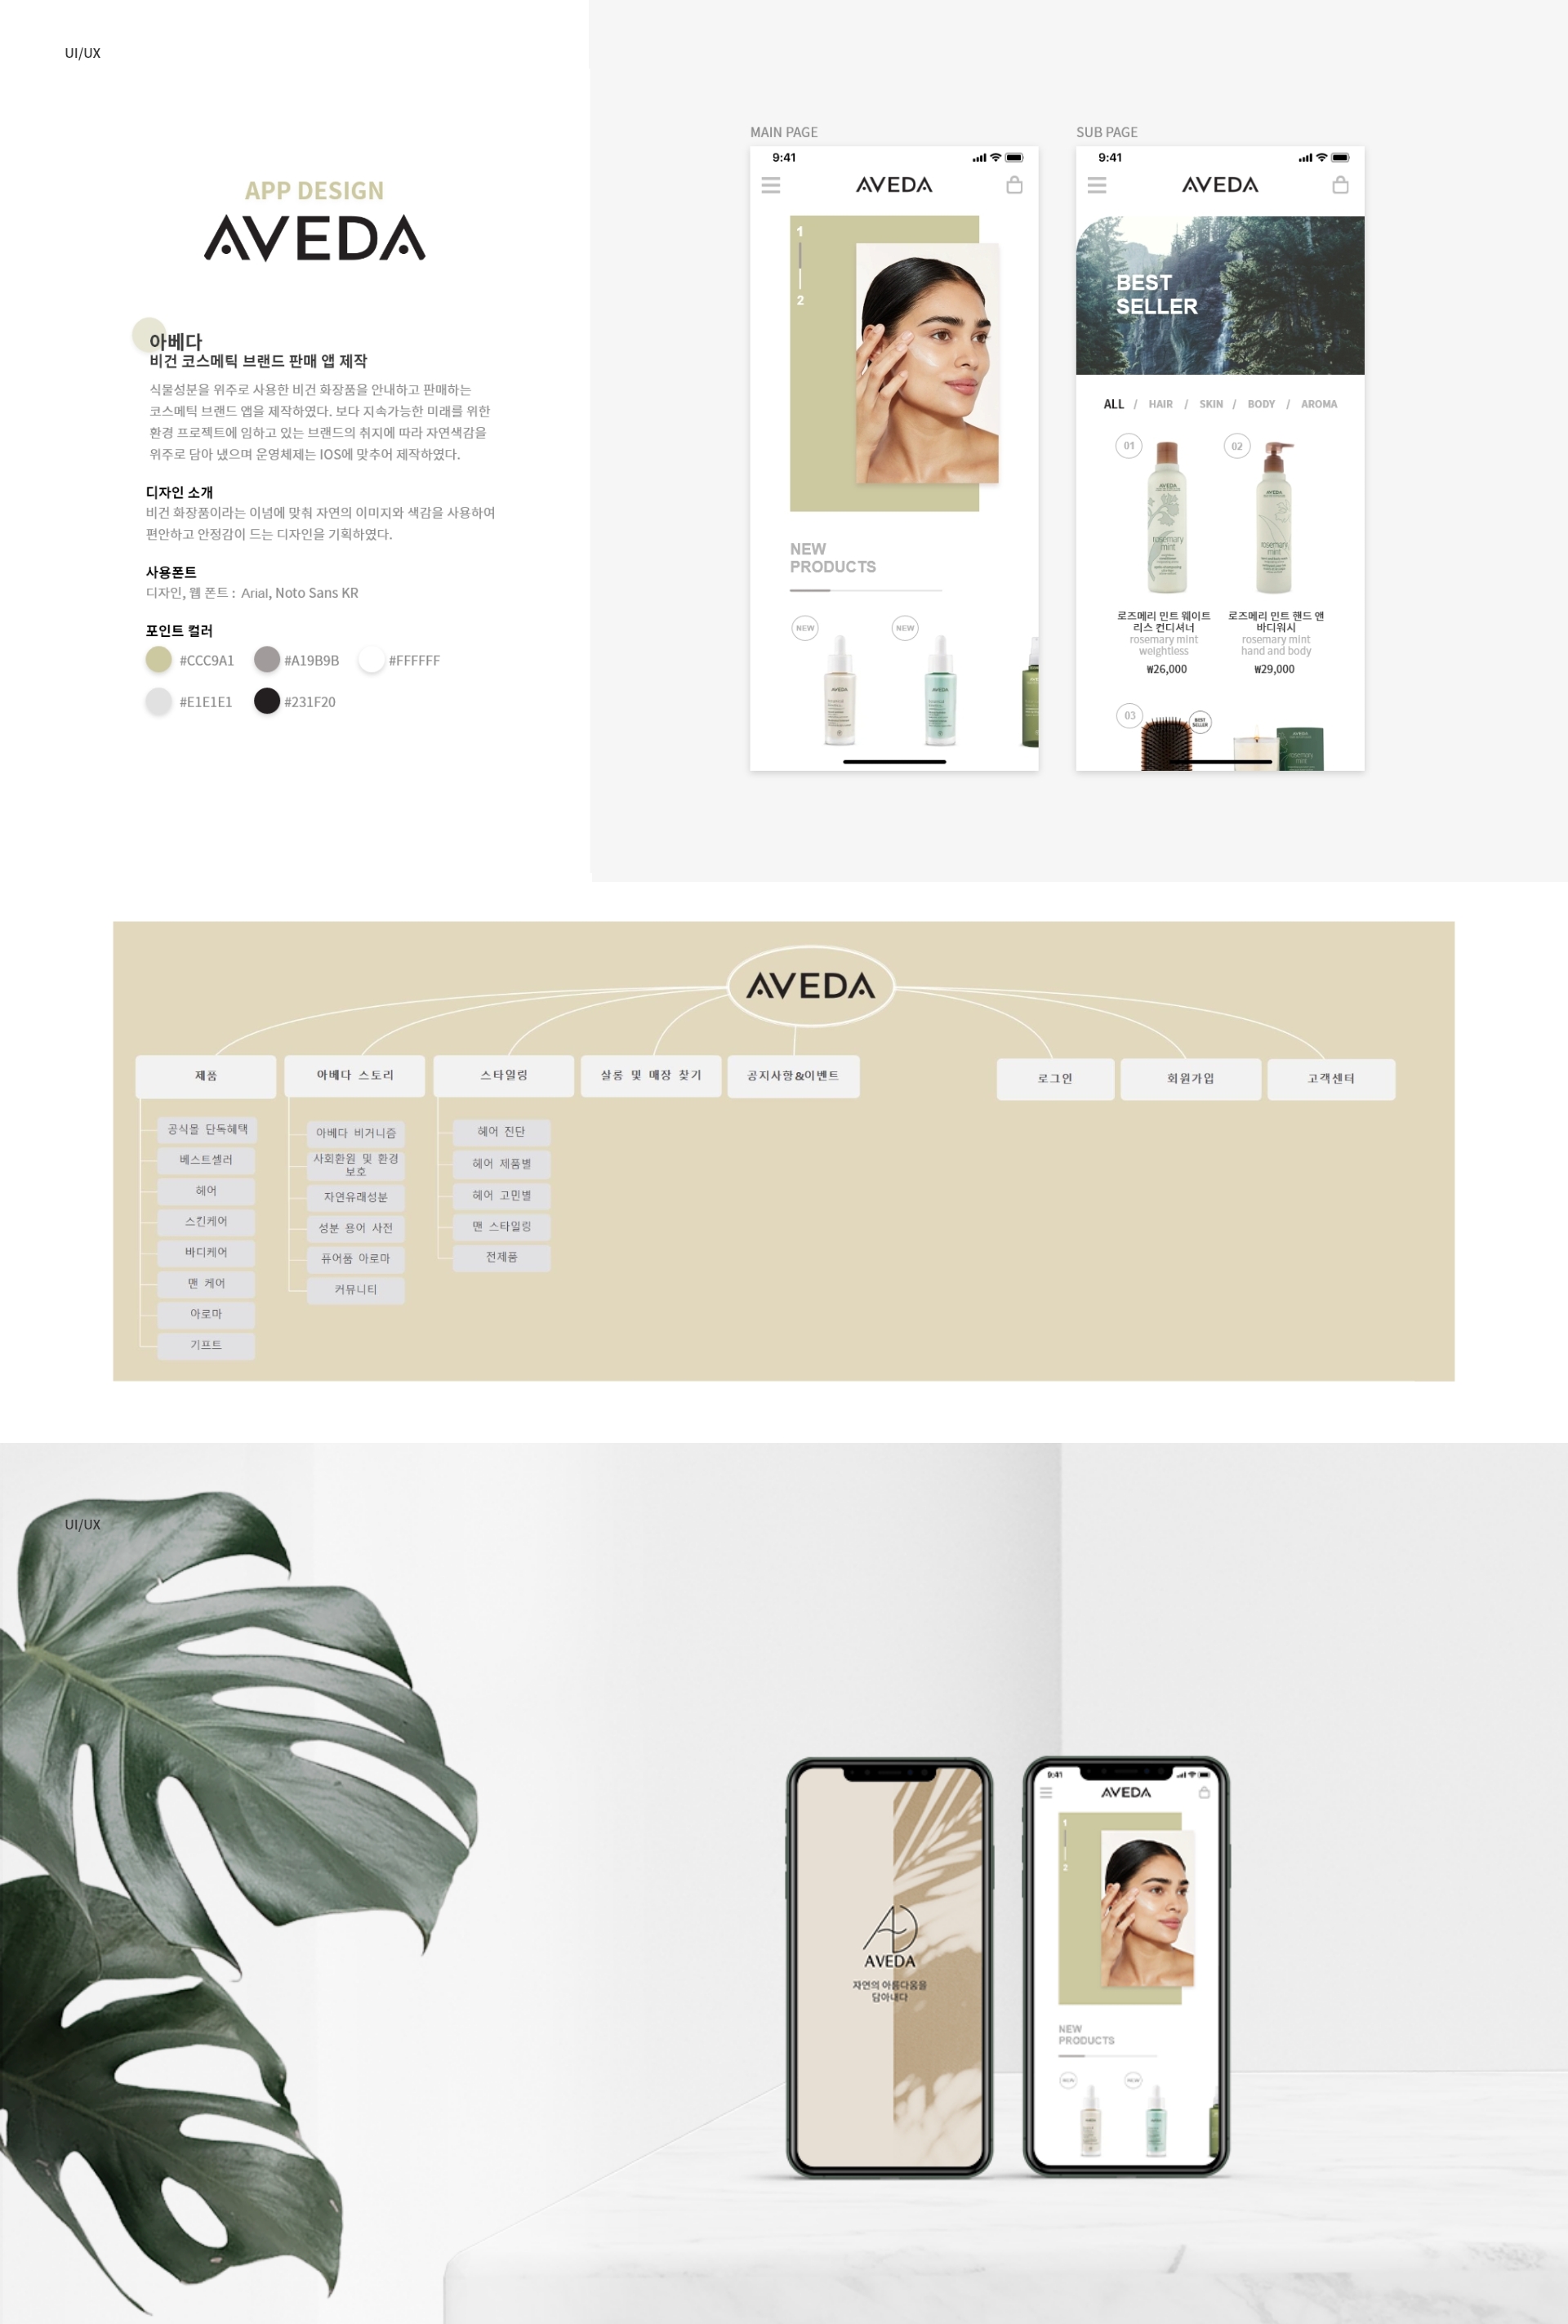 UI/UX
APP DESIGN
AVEDA
아베다
비건 코스메틱 브랜드 판매 앱 제작
식물성분을 위주로 사용한 비건 화장품을 안내하고 판매하는
코스메틱 브랜드 앱을 제작하였다. 보다 지속가능한 미래를 위한
환경 프로젝트에 임하고 있는 브랜드의 취지에 따라 자연색감을
위주로 담아 냈으며 운영체제는 IOS에 맞추어 제작하였다.
디자인 소개
비건 화장품이라는 이념에 맞춰 자연의 이미지와 색감을 사용하여
편안하고 안정감이 드는 디자인을 기획하였다.
사용폰트
디자인, 웹 폰트 : Arial, Noto Sans KR
포인트 컬러
#CCC9A1 #A19B9B #FFFFFF
#E1E1E1 #231F20
MAIN PAGE
9:41
AVEDA
1
2
NEW
PRODUCTS
NEW NEW
AVEDA AVEDA
SUB PAGE
9:41
AVEDA
BEST
SELLER
ALL / HAIR / SKIN / BODY / AROMA
01 02
AVEDA AVEDA
rosemary rosemary
mint mint
로즈메리 민트 웨이트 로즈메리 민트 핸드 앤
리스 컨디셔너 바디워시
rosemary mint rosemary mint
weightless hand and body
₩26,000 ₩29,000
03 BEST
SELLER
AVEDA
rosemary
mint
AVEDA
제품 아베다 스토리 스타일링 살롱 및 매장 찾기 공지사항&이벤트 로그인 회원가입 고객센터
공식몰 단독혜택
베스트셀러
헤어
스킨케어
바디케어
맨 케어
아로마
기프트
아베다 비거니즘
사회환원 및 환경
보호
자연유래성분
성분 용어 사전
퓨어품 아로마
커뮤니티
헤어 진단
헤어 제품별
헤어 고민별
맨 스타일링
전제품
UI/UX
AVEDA
자연의 아름다움을
담아내다
9:41
AVEDA
1
2
NEW
PRODUCTS
NEW NEW